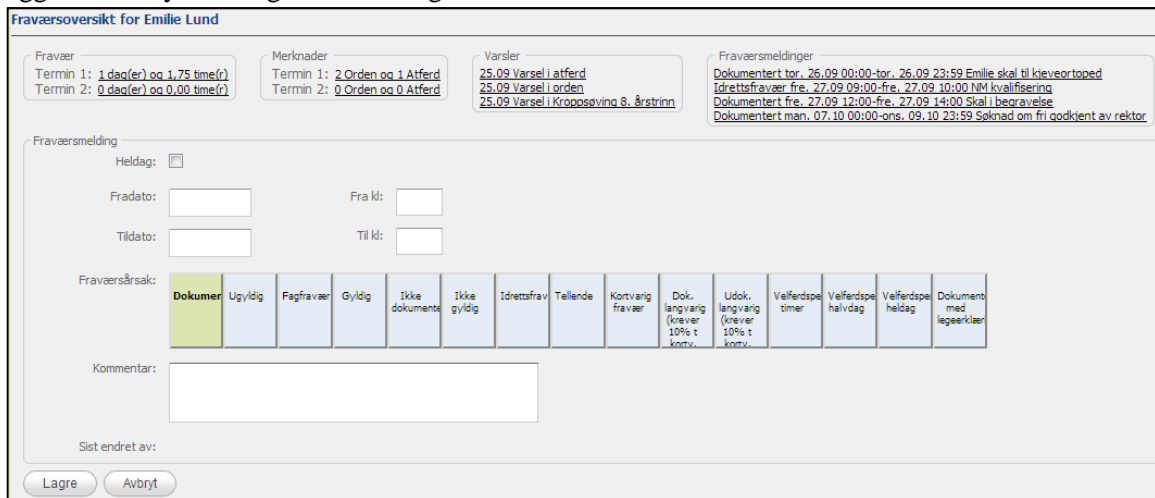 Fraværsoversikt for Emilie Lund
Fravær
Termin 1: 1 dag(er) og 1,75 time(r)
Termin 2: 0 dag(er) og 0,00 time(r)
Merknader
Termin 1: 2 Orden og 1 Atferd
Termin 2: 0 Orden og 0 Atferd
Varsler
25.09 Varsel i atferd
25.09 Varsel i orden
25.09 Varsel i Kroppsøving 8. årstrinn
Fraværsmeldinger
Dokumentert tor. 26.09 00:00-tor. 26.09 23:59 Emilie skal til kjeveortoped
Idrettsfravær fre. 27.09 09:00-fre. 27.09 10:00 NM kvalifisering
Dokumentert fre. 27.09 12:00-fre. 27.09 14:00 Skal i begravelse
Dokumentert man. 07.10 00:00-ons. 09.10 23:59 Søknad om fri godkjent av rektor
Fraværsmelding
Heldag:
Fradato:
Fra kl:
Tildato:
Til kl:
Fraværsårsak:
Dokumer
Ugyldig
Fagfravær
Gyldig
Ikke
dokumente
Ikke
gyldig
Idrettsfrav
Tellende
Kortvarig
fravær
Dok.
langvarig
(krever
10% t
kortv.
Udok.
langvarig
(krever
10% t
kortv.
Velferdspe
timer
Velferdspe
halvdag
Velferdspe
heldag
Dokument
med
legeerklær
Kommentar:
Sist endret av:
Lagre
Avbryt